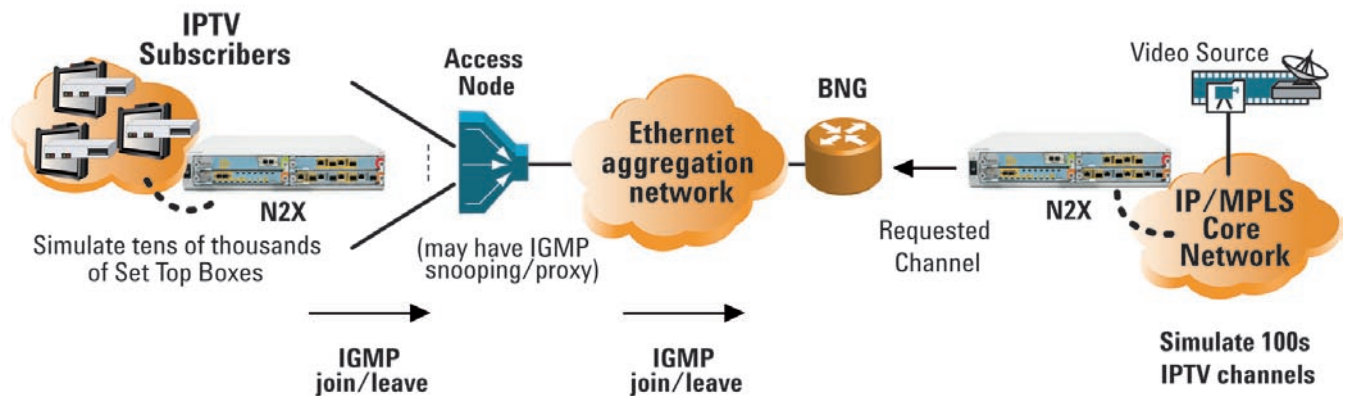 IPTV
Subscribers
N2X
Simulate tens of thousands
of Set Top Boxes
Access
Node
(may have IGMP
snooping/proxy)
IGMP
join/leave
Ethernet
aggregation
network
IGMP
join/leave
BNG
Requested
Channel
N2X
Video Source
IP/MPLS
Core
Network
Simulate 100s
IPTV channels